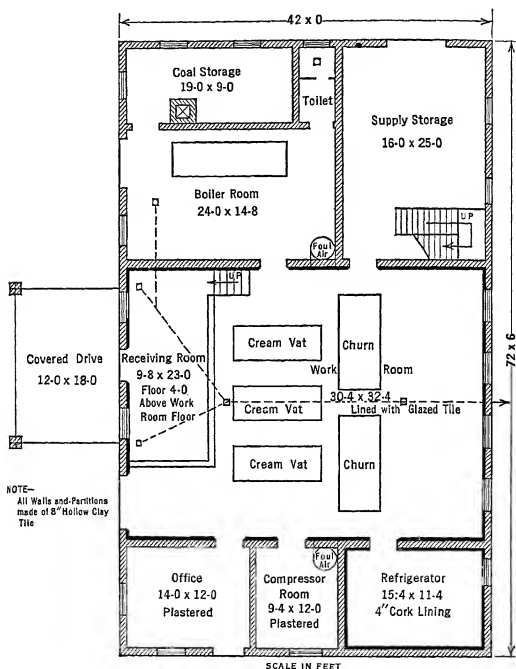 42 x 0
Coal Storage
19-0 x 9-0
Toilet
Supply Storage
16-0 x 25-0
UP
Boiler Room
24-0 x 14-8
Foul
Air
UP
72 x 6
Covered Drive
12-0 x 18-0
Receiving Room
9-8 x 23-0
Floor 4-0
Above Work
Room Floor
Cream Vat
Churn
Work Room
30-4 x 32-4
Lined with Glazed Tile
Cream Vat
Cream Vat
Churn
NOTE—
All Walls and Partitions
made of 8" Hollow Clay
Tile
Office
14-0 x 12-0
Plastered
Foul
Air
Compressor
Room
9-4 x 12-0
Plastered
Refrigerator
15:4 x 11-4
4" Cork Lining
SCALE IN FEET